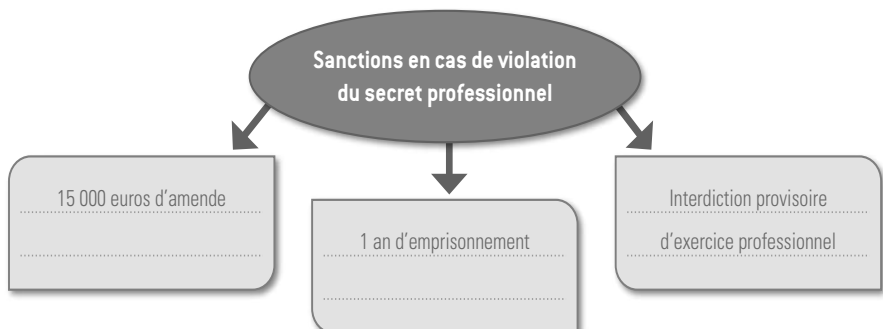 Sanctions en cas de violation
du secret professionnel
15 000 euros d'amende
1 an d'emprisonnement
Interdiction provisoire
d'exercice professionnel